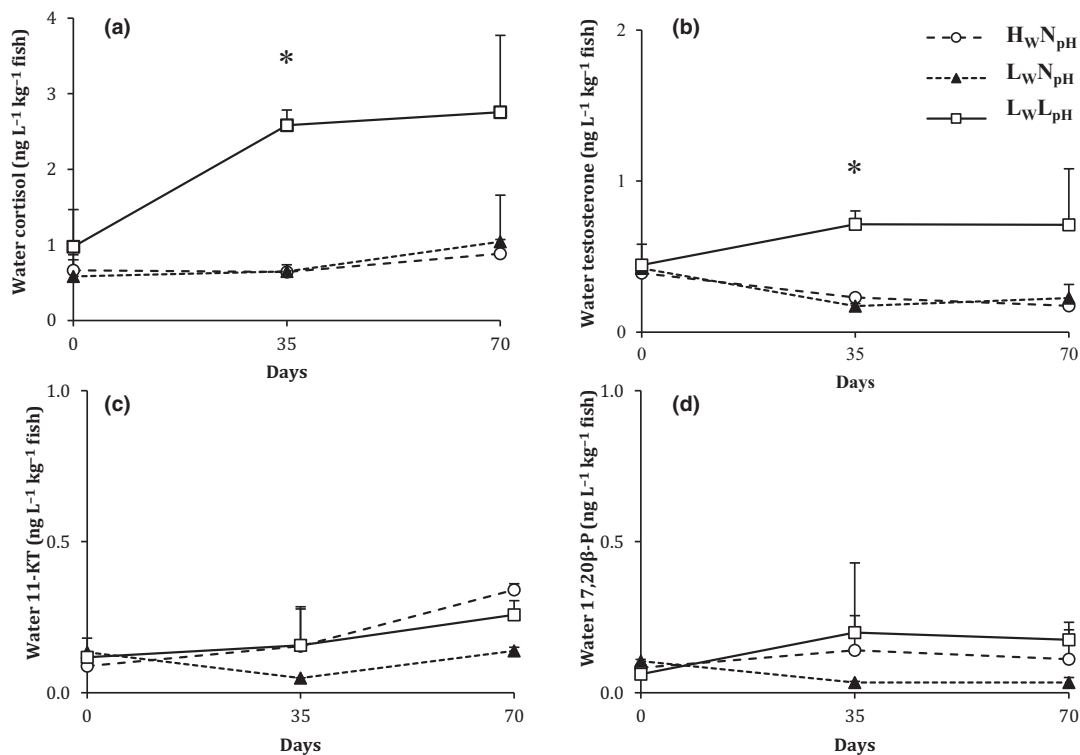 (a)
Water cortisol (ng L⁻¹ kg⁻¹ fish)
4
3
2
1
0
*
0 35 70
Days
(b)
Water testosterone (ng L⁻¹ kg⁻¹ fish)
2
1
0
*
0 35 70
Days
H_W N_pH
L_W N_pH
L_W L_pH
(c)
Water 11-KT (ng L⁻¹ kg⁻¹ fish)
1.0
0.5
0.0
0 35 70
Days
(d)
Water 17,20β-P (ng L⁻¹ kg⁻¹ fish)
1.0
0.5
0.0
0 35 70
Days